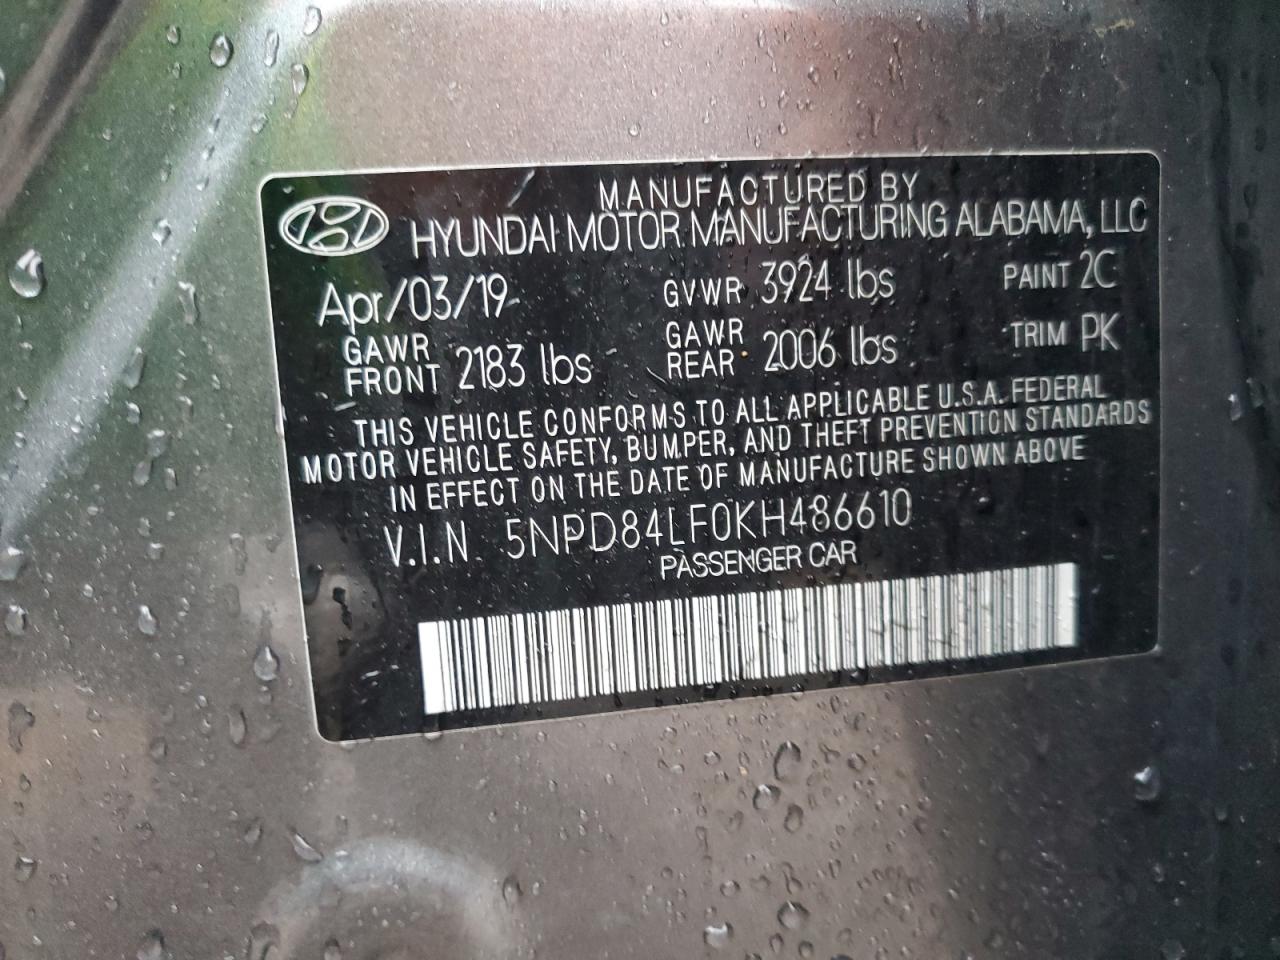 MANUFACTURED BY
HYUNDAI MOTOR MANUFACTURING ALABAMA, LLC
Apr/03/19 GVWR 3924 lbs PAINT 2C
GAWR FRONT 2183 lbs GAWR REAR 2006 lbs TRIM PK
THIS VEHICLE CONFORMS TO ALL APPLICABLE U.S.A. FEDERAL
MOTOR VEHICLE SAFETY, BUMPER, AND THEFT PREVENTION STANDARDS
IN EFFECT ON THE DATE OF MANUFACTURE SHOWN ABOVE
V.I.N 5NPD84LF0KH486610
PASSENGER CAR